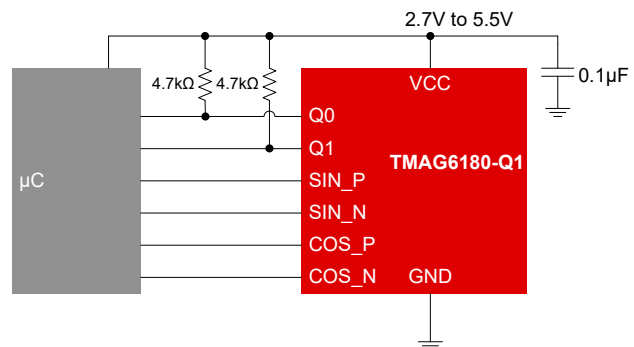 2.7V to 5.5V
4.7kΩ 4.7kΩ
VCC
0.1µF
Q0
Q1
TMAG6180-Q1
µC
SIN_P
SIN_N
COS_P
COS_N GND